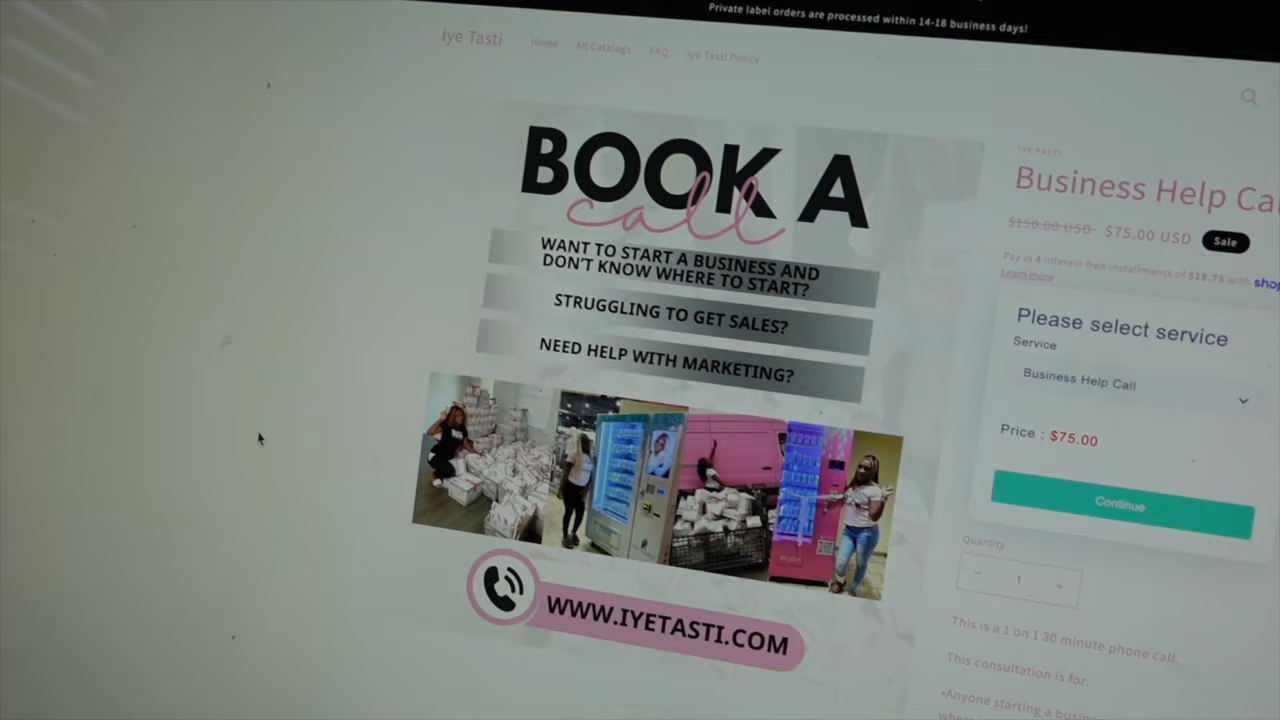 Private label orders are processed within 14-18 business days!
Iye Tasti
Home All Catalogs FAQ Iye Tasti Policy
BOOK A
call
WANT TO START A BUSINESS AND
DON'T KNOW WHERE TO START?
STRUGGLING TO GET SALES?
NEED HELP WITH MARKETING?
WWW.IYETASTI.COM
IYE TASTI
Business Help
$150.00 USD $75.00 USD Sale
Pay in 4 interest-free installments of $18.75 with
Learn more
Please select service
Service
Business Help Call
Price : $75.00
Continue
Quantity
− 1 +
This is a 1 on 1 30 minute phone call.
This consultation is for:
•Anyone starting a